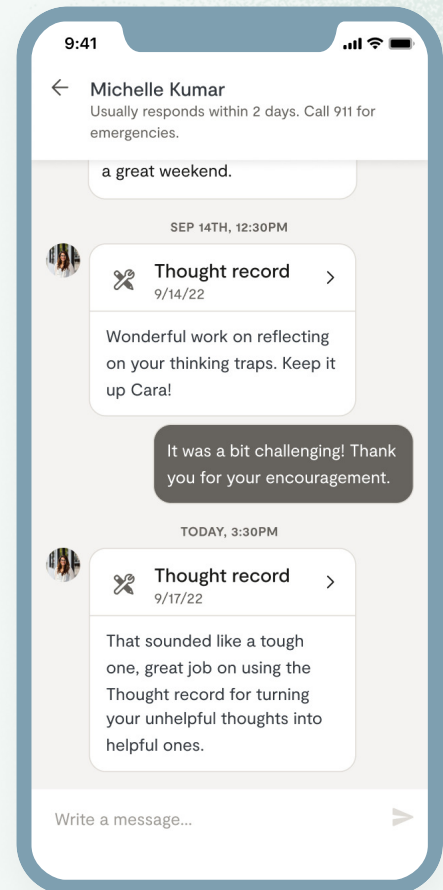 9:41
Michelle Kumar
Usually responds within 2 days. Call 911 for
emergencies.
a great weekend.
SEP 14TH, 12:30PM
Thought record
9/14/22
Wonderful work on reflecting
on your thinking traps. Keep it
up Cara!
It was a bit challenging! Thank
you for your encouragement.
TODAY, 3:30PM
Thought record
9/17/22
That sounded like a tough
one, great job on using the
Thought record for turning
your unhelpful thoughts into
helpful ones.
Write a message...